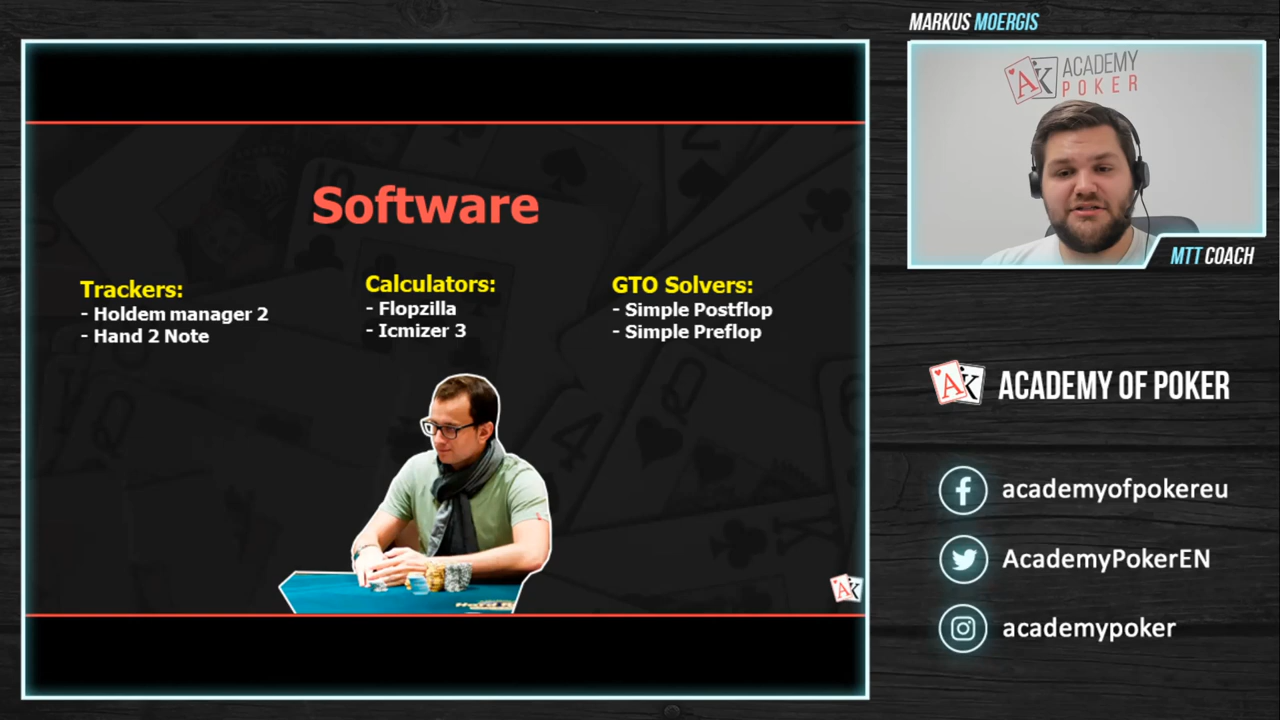 MARKUS MOERGIS
ACADEMY
POKER
MTT COACH
Software
Trackers:
- Holdem manager 2
- Hand 2 Note
Calculators:
- Flopzilla
- Icmizer 3
GTO Solvers:
- Simple Postflop
- Simple Preflop
AK ACADEMY OF POKER
academyofpokereu
AcademyPokerEN
academypoker